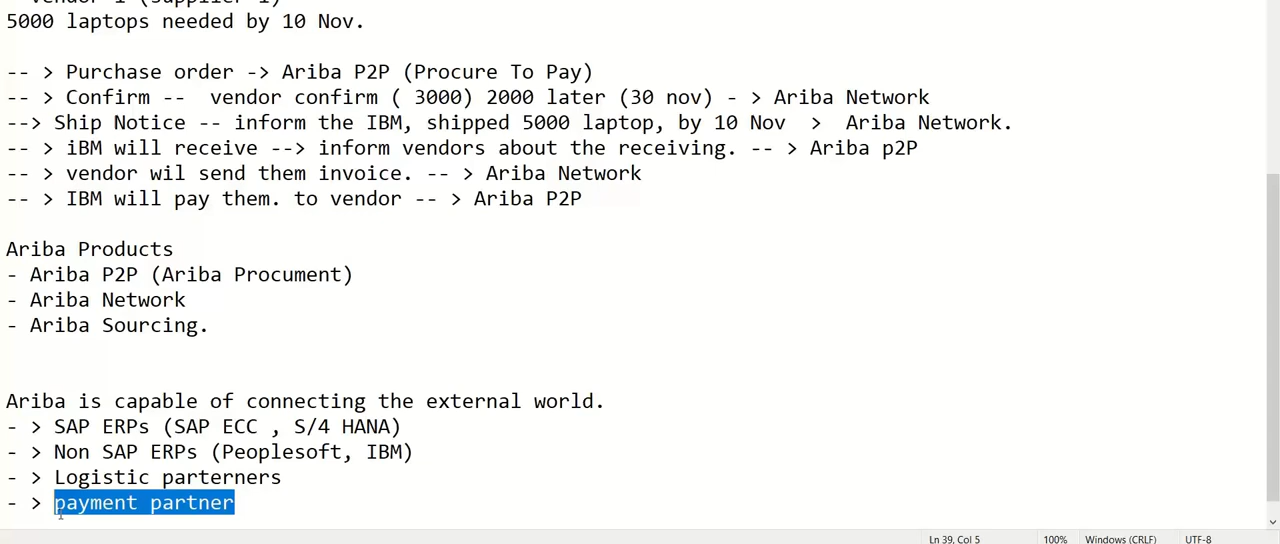 vendor 1 (supplier 1)
5000 laptops needed by 10 Nov.
-- > Purchase order -> Ariba P2P (Procure To Pay)
-- > Confirm --  vendor confirm ( 3000) 2000 later (30 nov) - > Ariba Network
--> Ship Notice -- inform the IBM, shipped 5000 laptop, by 10 Nov  >  Ariba Network.
-- > iBM will receive --> inform vendors about the receiving. -- > Ariba p2P
-- > vendor wil send them invoice. -- > Ariba Network
-- > IBM will pay them. to vendor -- > Ariba P2P
Ariba Products
- Ariba P2P (Ariba Procument)
- Ariba Network
- Ariba Sourcing.
Ariba is capable of connecting the external world.
- > SAP ERPs (SAP ECC , S/4 HANA)
- > Non SAP ERPs (Peoplesoft, IBM)
- > Logistic parterners
- > payment partner
Ln 39, Col 5 100% Windows (CRLF) UTF-8